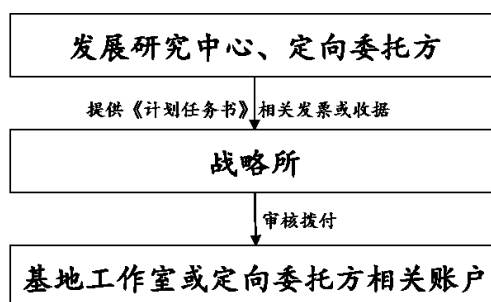 发展研究中心、定向委托方
提供《计划任务书》相关发票或收据
战略所
审核拨付
基地工作室或定向委托方相关账户